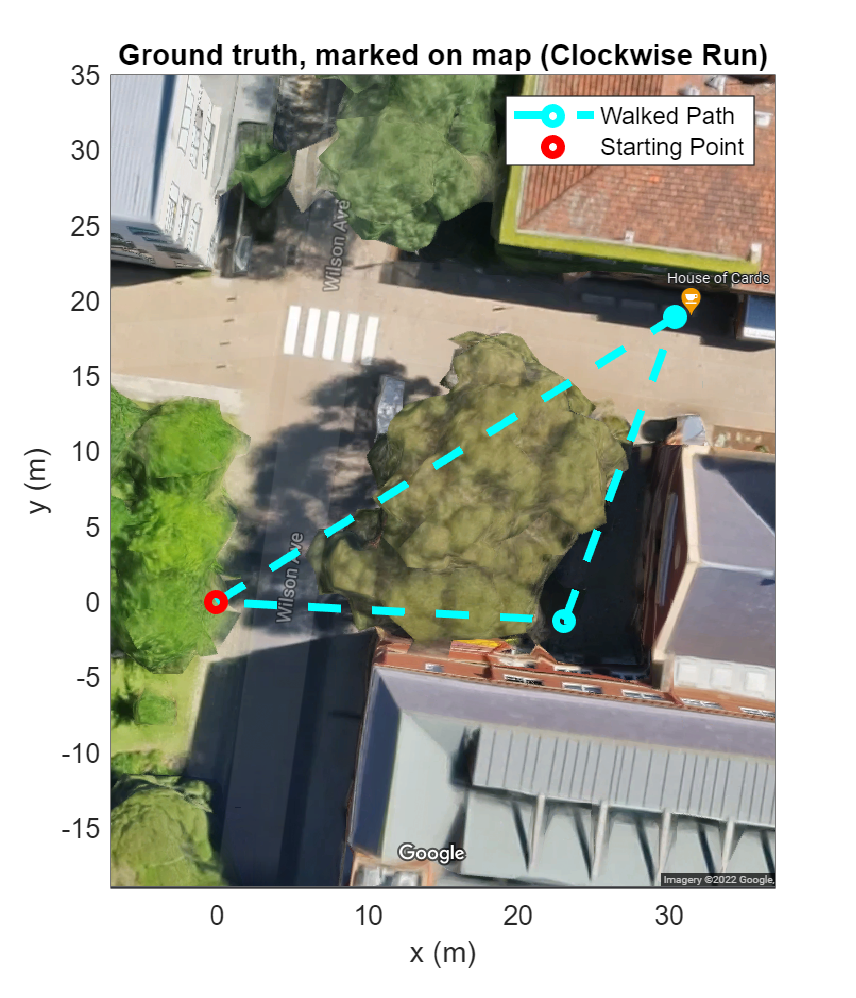 Ground truth, marked on map (Clockwise Run)
Walked Path
Starting Point
35
30
25
20
15
10
5
0
-5
-10
-15
y (m)
Wilson Ave
House of Cards
Wilson Ave
Google
Imagery ©2022 Google,
0
10
20
30
x (m)